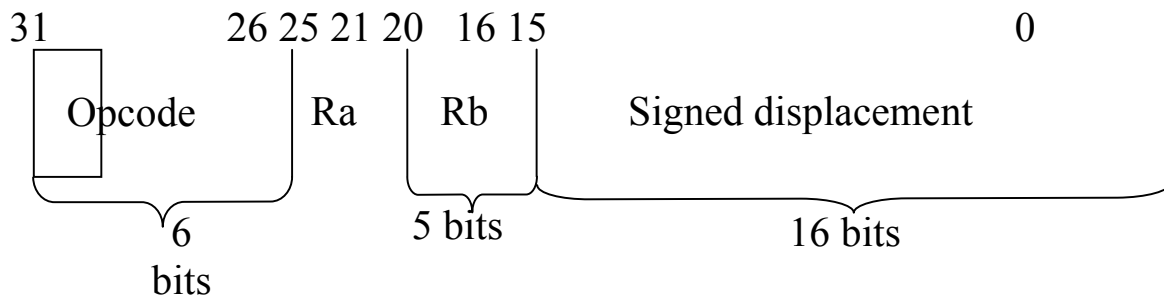 31 26 25 21 20 16 15 0
Opcode Ra Rb Signed displacement
6 5 bits 16 bits
bits